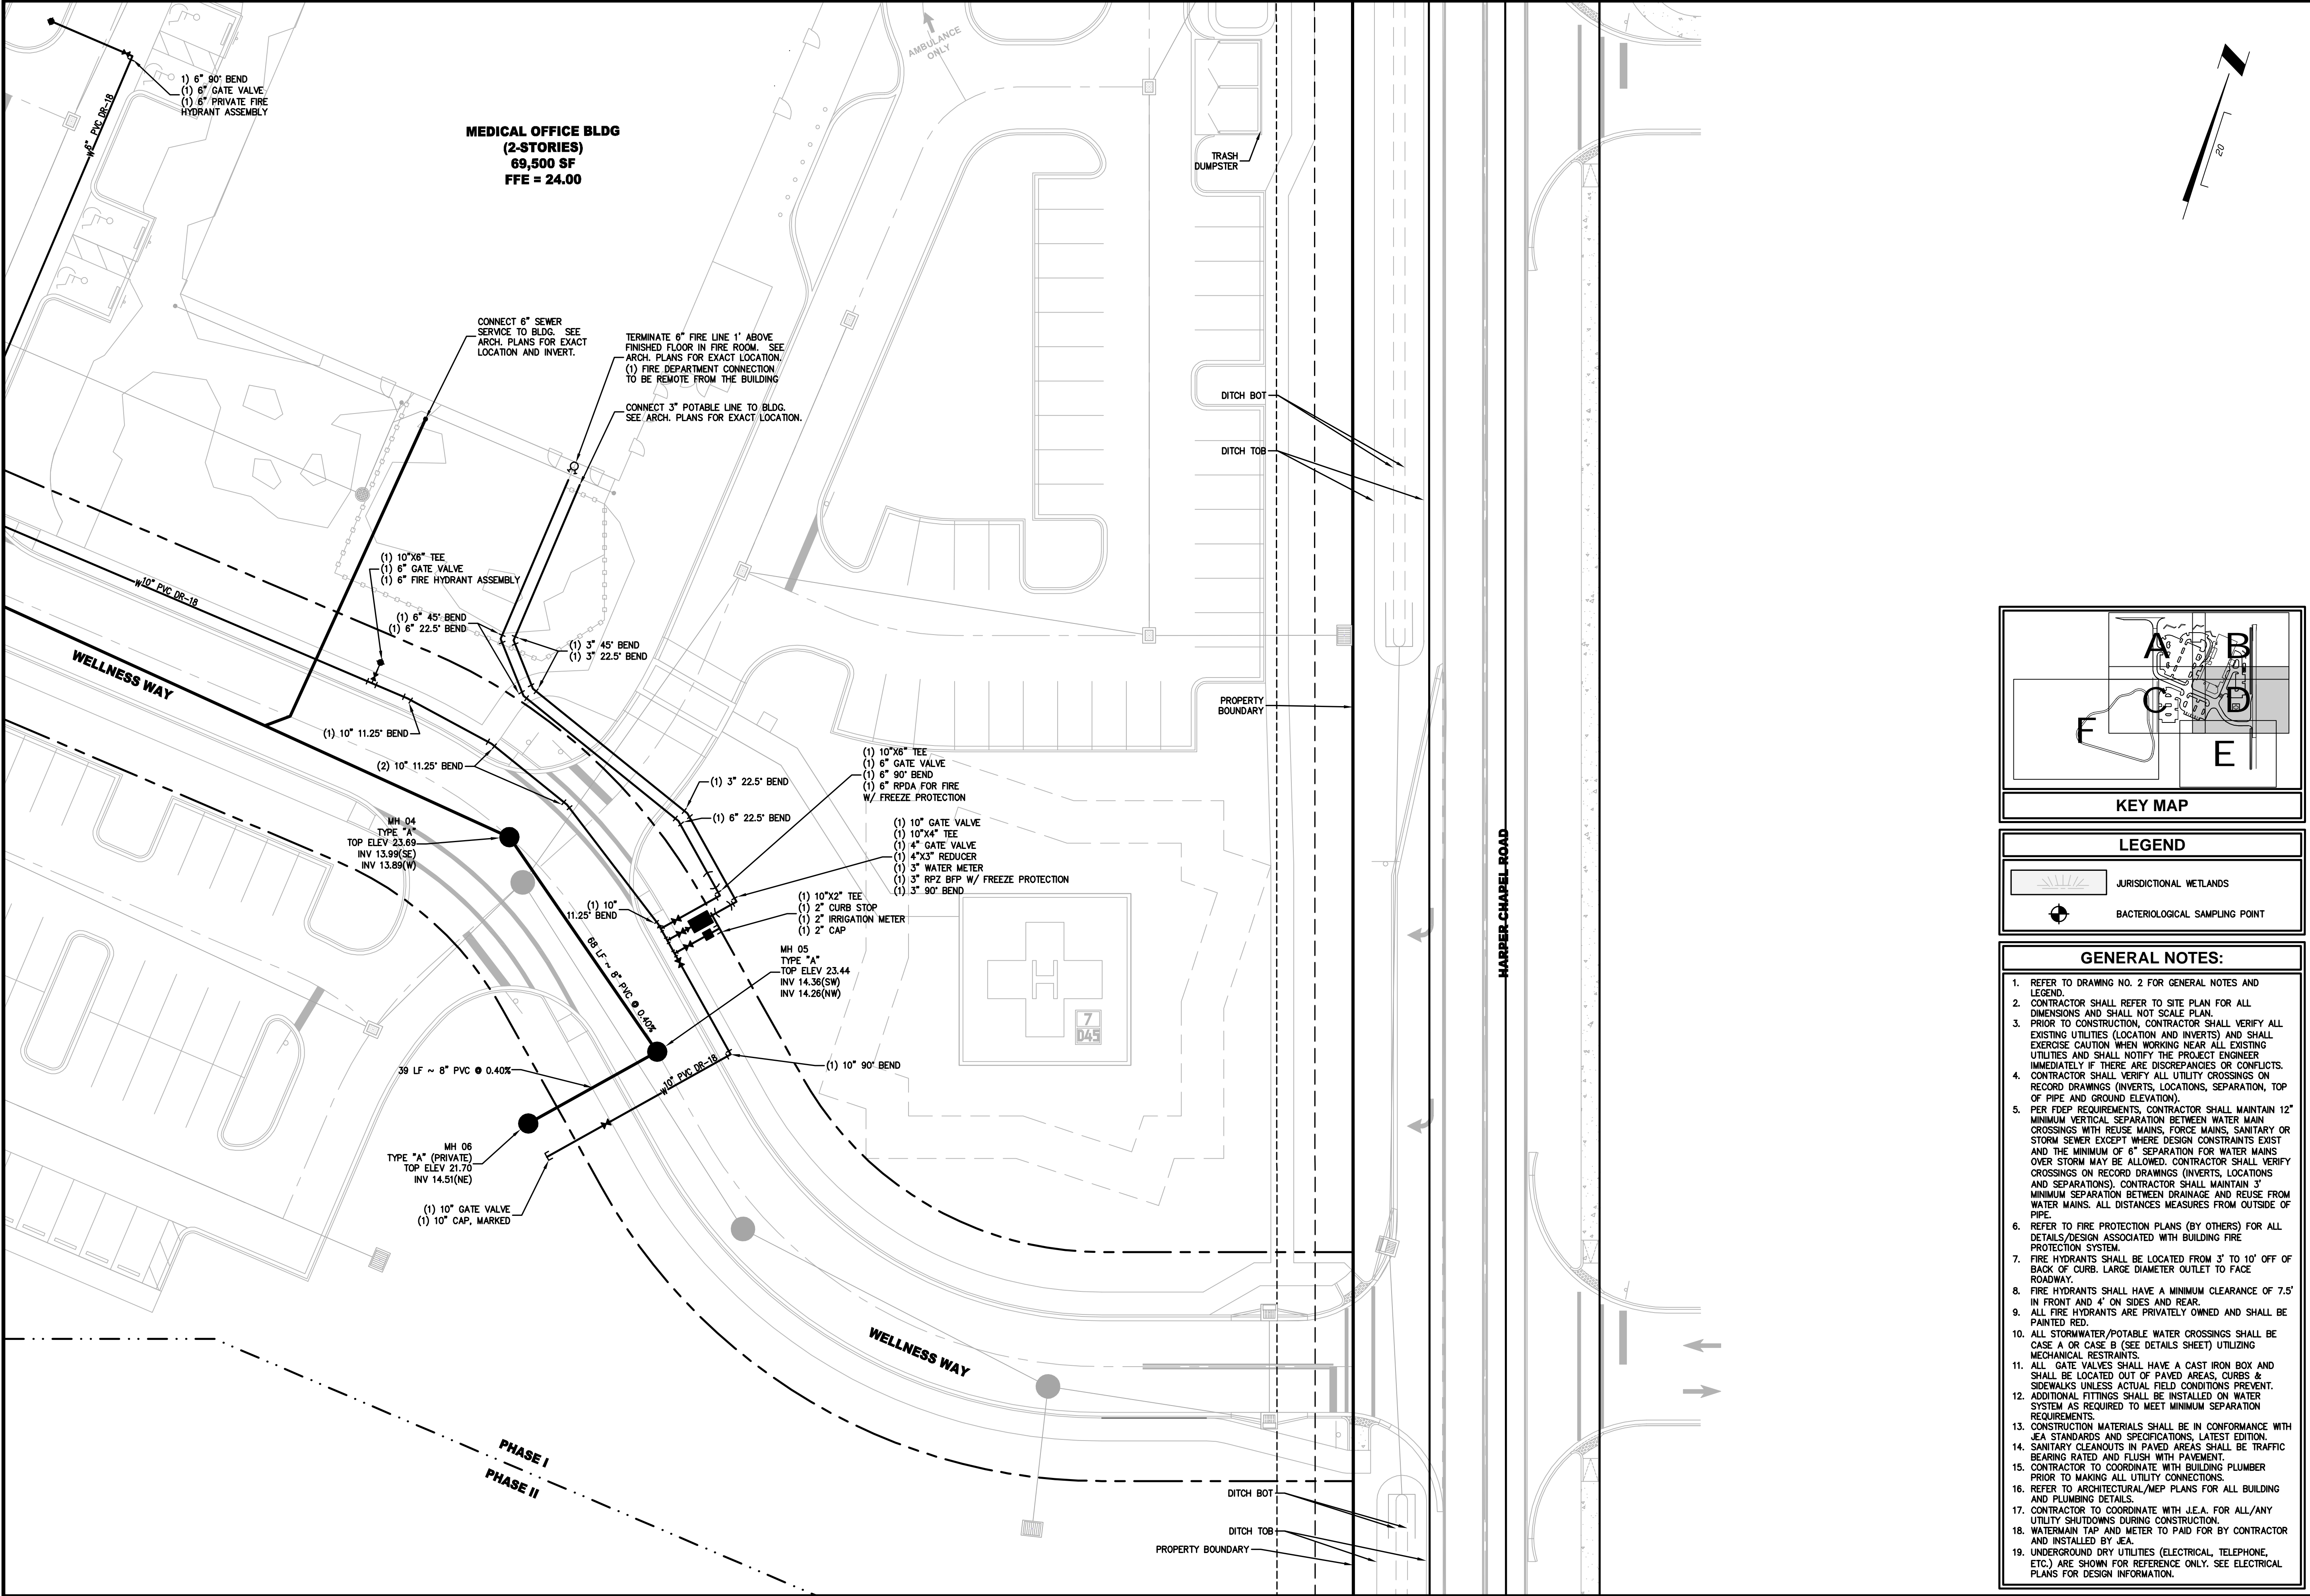 AMBULANCE
ONLY
1) 6" 90° BEND
(1) 6" GATE VALVE
(1) 6" PRIVATE FIRE
HYDRANT ASSEMBLY
W 6" PVC DR-18
MEDICAL OFFICE BLDG
(2-STORIES)
69,500 SF
FFE = 24.00
TRASH
DUMPSTER
20
CONNECT 6" SEWER
SERVICE TO BLDG. SEE
ARCH. PLANS FOR EXACT
LOCATION AND INVERT.
TERMINATE 6" FIRE LINE 1' ABOVE
FINISHED FLOOR IN FIRE ROOM. SEE
ARCH. PLANS FOR EXACT LOCATION.
(1) FIRE DEPARTMENT CONNECTION
TO BE REMOTE FROM THE BUILDING
CONNECT 3" POTABLE LINE TO BLDG.
SEE ARCH. PLANS FOR EXACT LOCATION.
DITCH BOT
DITCH TOB
(1) 10"X6" TEE
(1) 6" GATE VALVE
(1) 6" FIRE HYDRANT ASSEMBLY
W 10" PVC DR-18
(1) 6" 45° BEND
(1) 6" 22.5° BEND
(1) 3" 45° BEND
(1) 3" 22.5° BEND
WELLNESS WAY
(1) 10" 11.25° BEND
(2) 10" 11.25° BEND
PROPERTY
BOUNDARY
(1) 10"X6" TEE
(1) 6" GATE VALVE
(1) 6" 90° BEND
(1) 6" RPDA FOR FIRE
W/ FREEZE PROTECTION
(1) 3" 22.5° BEND
(1) 6" 22.5° BEND
MH 04
TYPE "A"
TOP ELEV 23.69
INV 13.99(SE)
INV 13.89(W)
(1) 10" GATE VALVE
(1) 10"X4" TEE
(1) 4" GATE VALVE
(1) 4"X3" REDUCER
(1) 3" WATER METER
(1) 3" RPZ BFP W/ FREEZE PROTECTION
(1) 3" 90° BEND
(1) 10"X2" TEE
(1) 2" CURB STOP
(1) 2" IRRIGATION METER
(1) 2" CAP
(1) 10"
11.25° BEND
MH 05
TYPE "A"
TOP ELEV 23.44
INV 14.36(SW)
INV 14.26(NW)
68 LF ~ 8" PVC @ 0.40%
H
7
D45
HARPER CHAPEL ROAD
39 LF ~ 8" PVC @ 0.40%
W 10" PVC DR-18
(1) 10" 90° BEND
MH 06
TYPE "A" (PRIVATE)
TOP ELEV 21.70
INV 14.51(NE)
(1) 10" GATE VALVE
(1) 10" CAP, MARKED
WELLNESS WAY
PHASE I
PHASE II
DITCH BOT
DITCH TOB
PROPERTY BOUNDARY
A
B
C
D
F
E
KEY MAP
LEGEND
JURISDICTIONAL WETLANDS
BACTERIOLOGICAL SAMPLING POINT
GENERAL NOTES:
1. REFER TO DRAWING NO. 2 FOR GENERAL NOTES AND
LEGEND.
2. CONTRACTOR SHALL REFER TO SITE PLAN FOR ALL
DIMENSIONS AND SHALL NOT SCALE PLAN.
3. PRIOR TO CONSTRUCTION, CONTRACTOR SHALL VERIFY ALL
EXISTING UTILITIES (LOCATION AND INVERTS) AND SHALL
EXERCISE CAUTION WHEN WORKING NEAR ALL EXISTING
UTILITIES AND SHALL NOTIFY THE PROJECT ENGINEER
IMMEDIATELY IF THERE ARE DISCREPANCIES OR CONFLICTS.
4. CONTRACTOR SHALL VERIFY ALL UTILITY CROSSINGS ON
RECORD DRAWINGS (INVERTS, LOCATIONS, SEPARATION, TOP
OF PIPE AND GROUND ELEVATION).
5. PER FDEP REQUIREMENTS, CONTRACTOR SHALL MAINTAIN 12"
MINIMUM VERTICAL SEPARATION BETWEEN WATER MAIN
CROSSINGS WITH REUSE MAINS, FORCE MAINS, SANITARY OR
STORM SEWER EXCEPT WHERE DESIGN CONSTRAINTS EXIST
AND THE MINIMUM OF 6" SEPARATION FOR WATER MAINS
OVER STORM MAY BE ALLOWED. CONTRACTOR SHALL VERIFY
CROSSINGS ON RECORD DRAWINGS (INVERTS, LOCATIONS
AND SEPARATIONS). CONTRACTOR SHALL MAINTAIN 3'
MINIMUM SEPARATION BETWEEN DRAINAGE AND REUSE FROM
WATER MAINS. ALL DISTANCES MEASURES FROM OUTSIDE OF
PIPE.
6. REFER TO FIRE PROTECTION PLANS (BY OTHERS) FOR ALL
DETAILS/DESIGN ASSOCIATED WITH BUILDING FIRE
PROTECTION SYSTEM.
7. FIRE HYDRANTS SHALL BE LOCATED FROM 3' TO 10' OFF OF
BACK OF CURB. LARGE DIAMETER OUTLET TO FACE
ROADWAY.
8. FIRE HYDRANTS SHALL HAVE A MINIMUM CLEARANCE OF 7.5'
IN FRONT AND 4' ON SIDES AND REAR.
9. ALL FIRE HYDRANTS ARE PRIVATELY OWNED AND SHALL BE
PAINTED RED.
10. ALL STORMWATER/POTABLE WATER CROSSINGS SHALL BE
CASE A OR CASE B (SEE DETAILS SHEET) UTILIZING
MECHANICAL RESTRAINTS.
11. ALL GATE VALVES SHALL HAVE A CAST IRON BOX AND
SHALL BE LOCATED OUT OF PAVED AREAS, CURBS &
SIDEWALKS UNLESS ACTUAL FIELD CONDITIONS PREVENT.
12. ADDITIONAL FITTINGS SHALL BE INSTALLED ON WATER
SYSTEM AS REQUIRED TO MEET MINIMUM SEPARATION
REQUIREMENTS.
13. CONSTRUCTION MATERIALS SHALL BE IN CONFORMANCE WITH
JEA STANDARDS AND SPECIFICATIONS, LATEST EDITION.
14. SANITARY CLEANOUTS IN PAVED AREAS SHALL BE TRAFFIC
BEARING RATED AND FLUSH WITH PAVEMENT.
15. CONTRACTOR TO COORDINATE WITH BUILDING PLUMBER
PRIOR TO MAKING ALL UTILITY CONNECTIONS.
16. REFER TO ARCHITECTURAL/MEP PLANS FOR ALL BUILDING
AND PLUMBING DETAILS.
17. CONTRACTOR TO COORDINATE WITH J.E.A. FOR ALL/ANY
UTILITY SHUTDOWNS DURING CONSTRUCTION.
18. WATERMAIN TAP AND METER TO PAID FOR BY CONTRACTOR
AND INSTALLED BY JEA.
19. UNDERGROUND DRY UTILITIES (ELECTRICAL, TELEPHONE,
ETC.) ARE SHOWN FOR REFERENCE ONLY. SEE ELECTRICAL
PLANS FOR DESIGN INFORMATION.